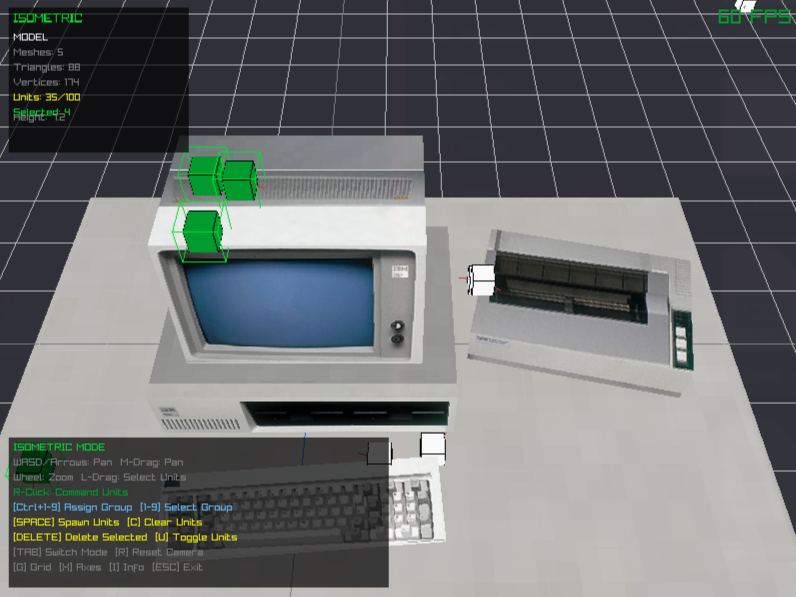 ISOMETRIC
60 FPS
MODEL
Meshes: 5
Triangles: 88
Vertices: 174
Units: 35/100
Selected: 4
Height: 7.2
IBM
ISOMETRIC MODE
WASD/Arrows: Pan M-Drag: Pan
Wheel: Zoom L-Drag: Select Units
R-Click: Command Units
[Ctrl+1-9] Assign Group [1-9] Select Group
[SPACE] Spawn Units [C] Clear Units
[DELETE] Delete Selected [U] Toggle Units
[TAB] Switch Mode [R] Reset Camera
[G] Grid [X] Axes [I] Info [ESC] Exit